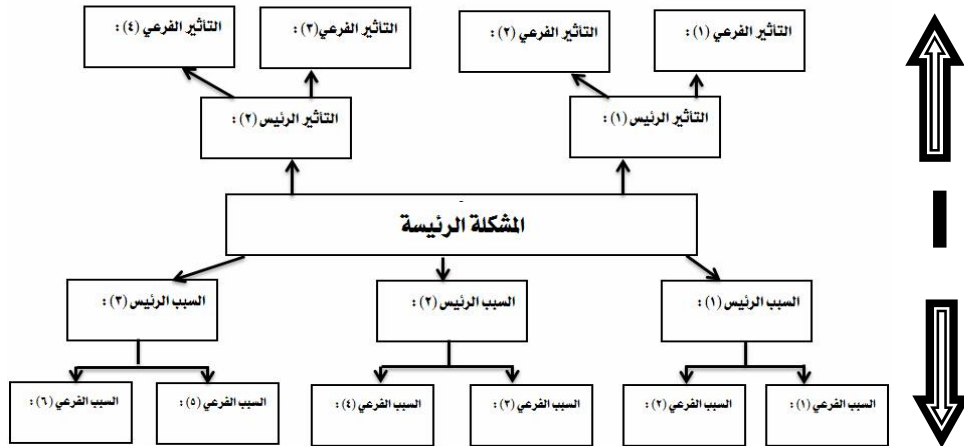 التأثير الفرعي (١) :
التأثير الفرعي (٢) :
التأثير الفرعي(٣) :
التأثير الفرعي (٤) :
التأثير الرئيس (١) :
التأثير الرئيس (٢) :
المشكلة الرئيسة
السبب الرئيس (١) :
السبب الرئيس (٢) :
السبب الرئيس (٣) :
السبب الفرعي (١) :
السبب الفرعي (٢) :
السبب الفرعي (٣) :
السبب الفرعي (٤) :
السبب الفرعي (٥):
السبب الفرعي (٦) :